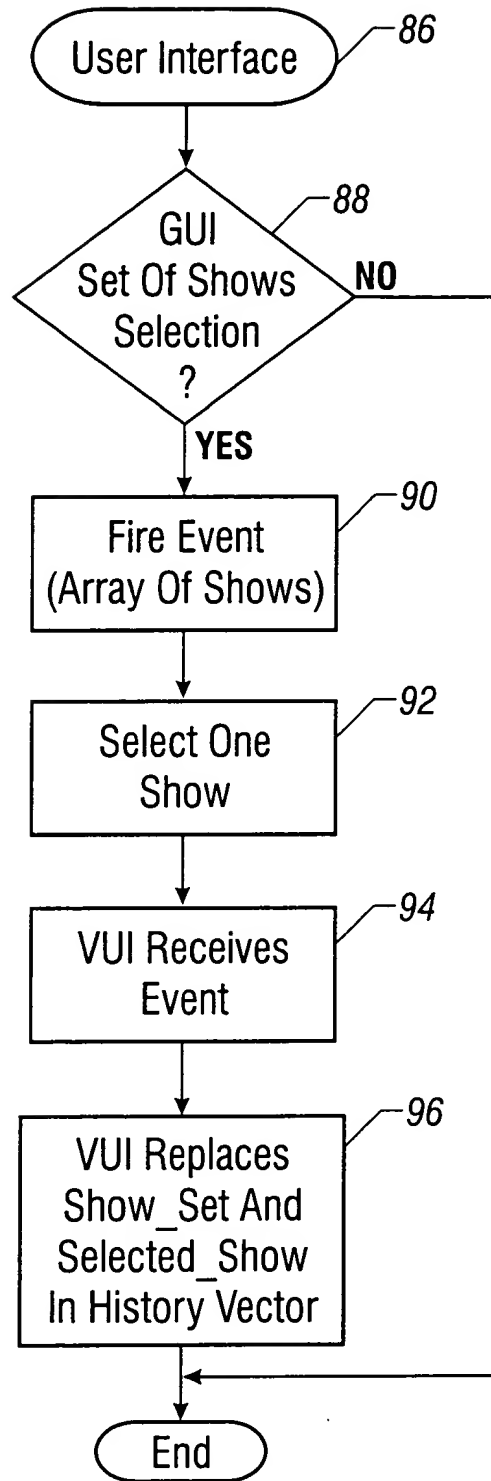 User Interface
86
GUI
Set Of Shows
Selection
?
88
NO
YES
Fire Event
(Array Of Shows)
90
Select One
Show
92
VUI Receives
Event
94
VUI Replaces
Show_Set And
Selected_Show
In History Vector
96
End